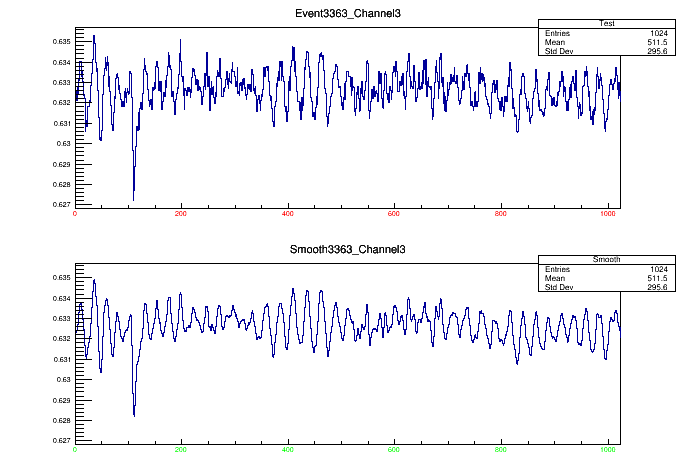 Event3363_Channel3
Test
Entries 1024
Mean 511.5
Std Dev 295.6
0.635
0.634
0.633
0.632
0.631
0.63
0.629
0.628
0.627
0 200 400 600 800 1000
Smooth3363_Channel3
Smooth
Entries 1024
Mean 511.5
Std Dev 295.6
0.635
0.634
0.633
0.632
0.631
0.63
0.629
0.628
0.627
0 200 400 600 800 1000